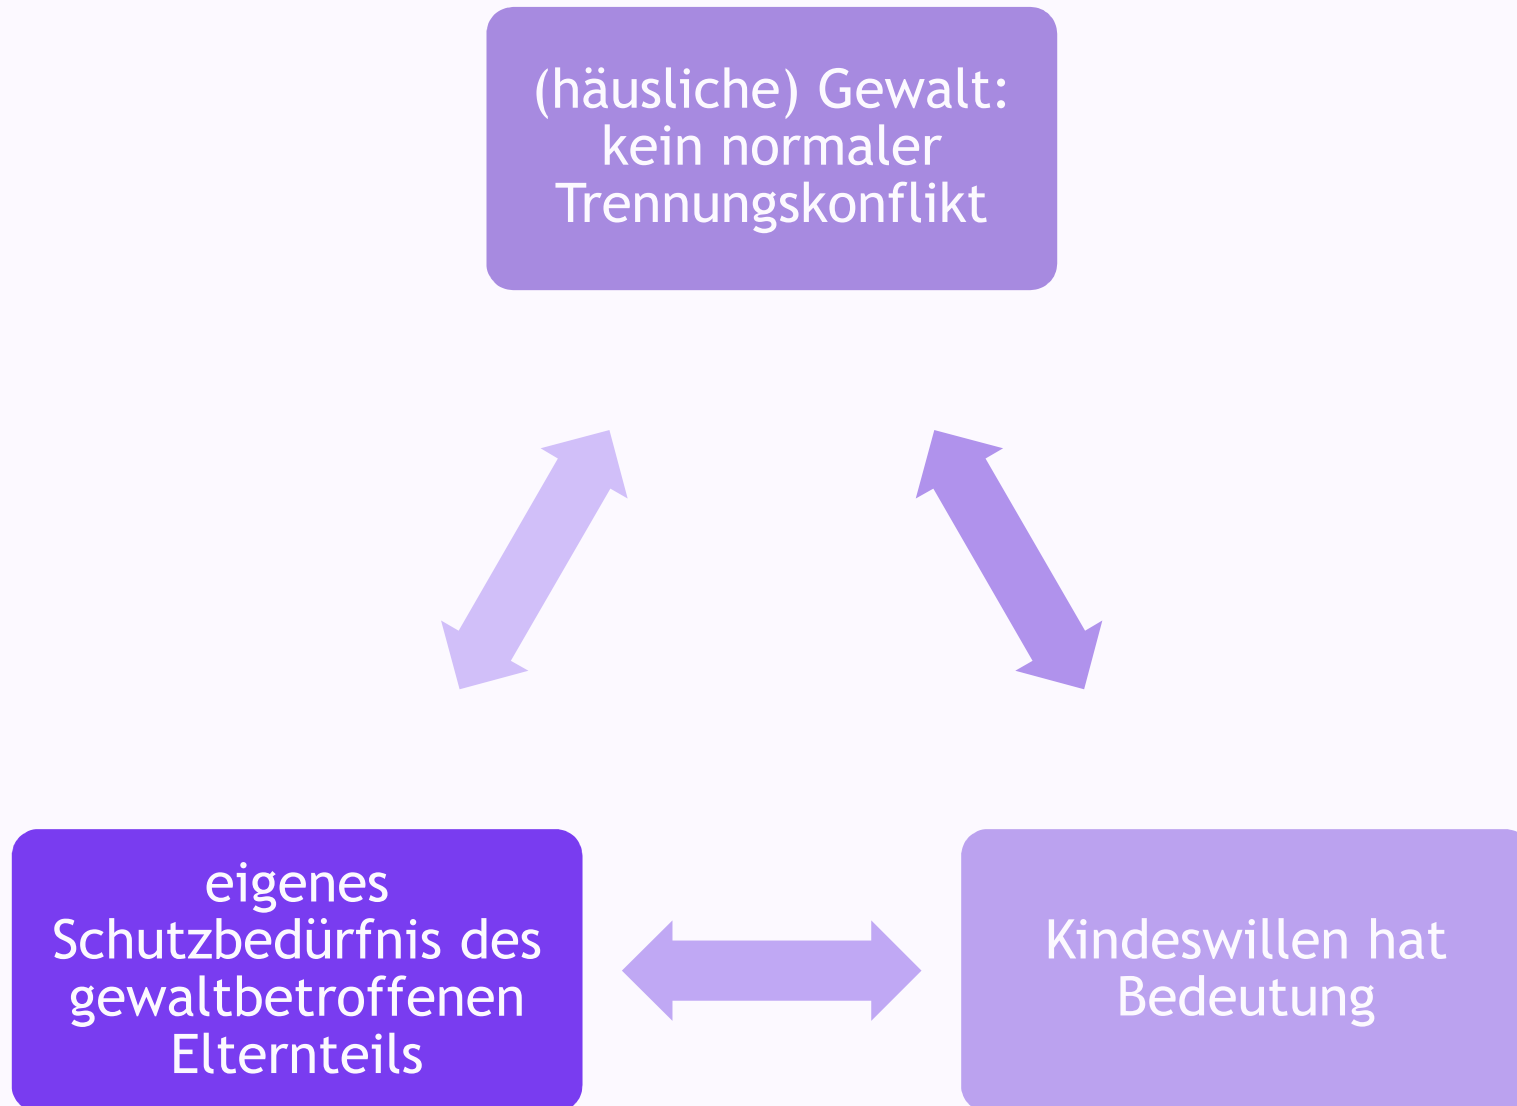 (häusliche) Gewalt:
kein normaler
Trennungskonflikt
eigenes
Schutzbedürfnis des
gewaltbetroffenen
Elternteils
Kindeswillen hat
Bedeutung